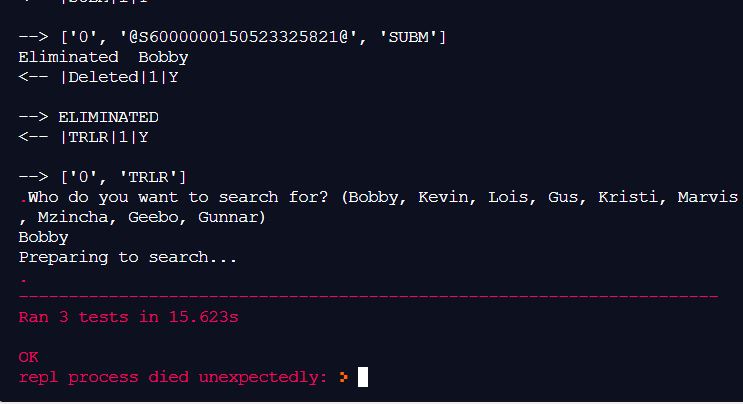 --> ['0', '@S6000000150523325821@', 'SUBM']
Eliminated  Bobby
<-- |Deleted|1|Y
--> ELIMINATED
<-- |TRLR|1|Y
--> ['0', 'TRLR']
.Who do you want to search for? (Bobby, Kevin, Lois, Gus, Kristi, Marvis
, Mzincha, Geebo, Gunnar)
Bobby
Preparing to search...
.
----------------------------------------------------------------------
Ran 3 tests in 15.623s
OK
repl process died unexpectedly: >